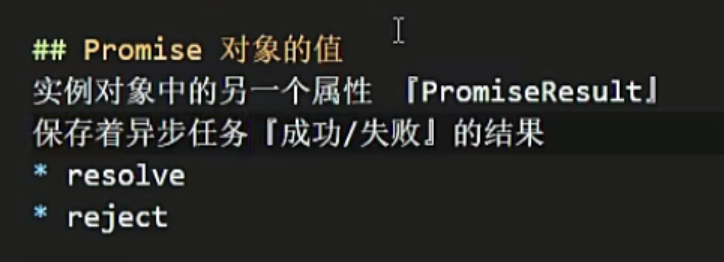 ## Promise 对象的值
实例对象中的另一个属性 『PromiseResult』
保存着异步任务『成功/失败』的结果
* resolve
* reject